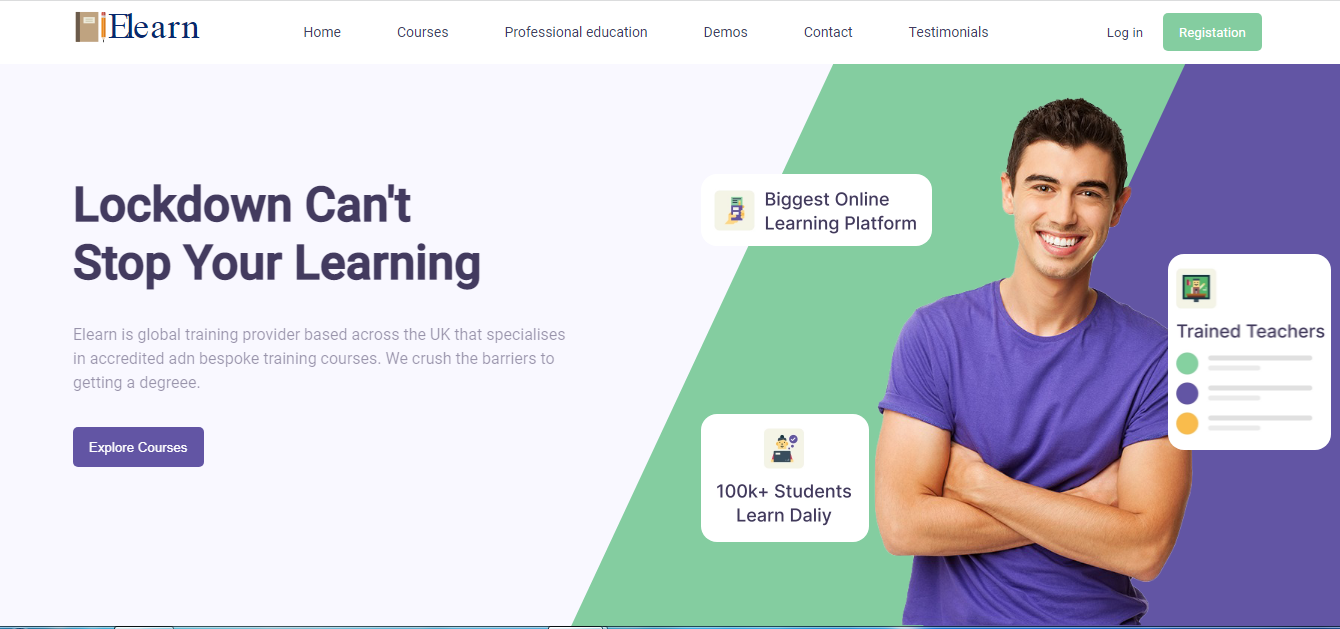 Elearn
Home
Courses
Professional education
Demos
Contact
Testimonials
Log in
Registation
Lockdown Can't
Stop Your Learning
Elearn is global training provider based across the UK that specialises
in accredited adn bespoke training courses. We crush the barriers to
getting a degreee.
Explore Courses
Biggest Online
Learning Platform
Trained Teachers
100k+ Students
Learn Daliy